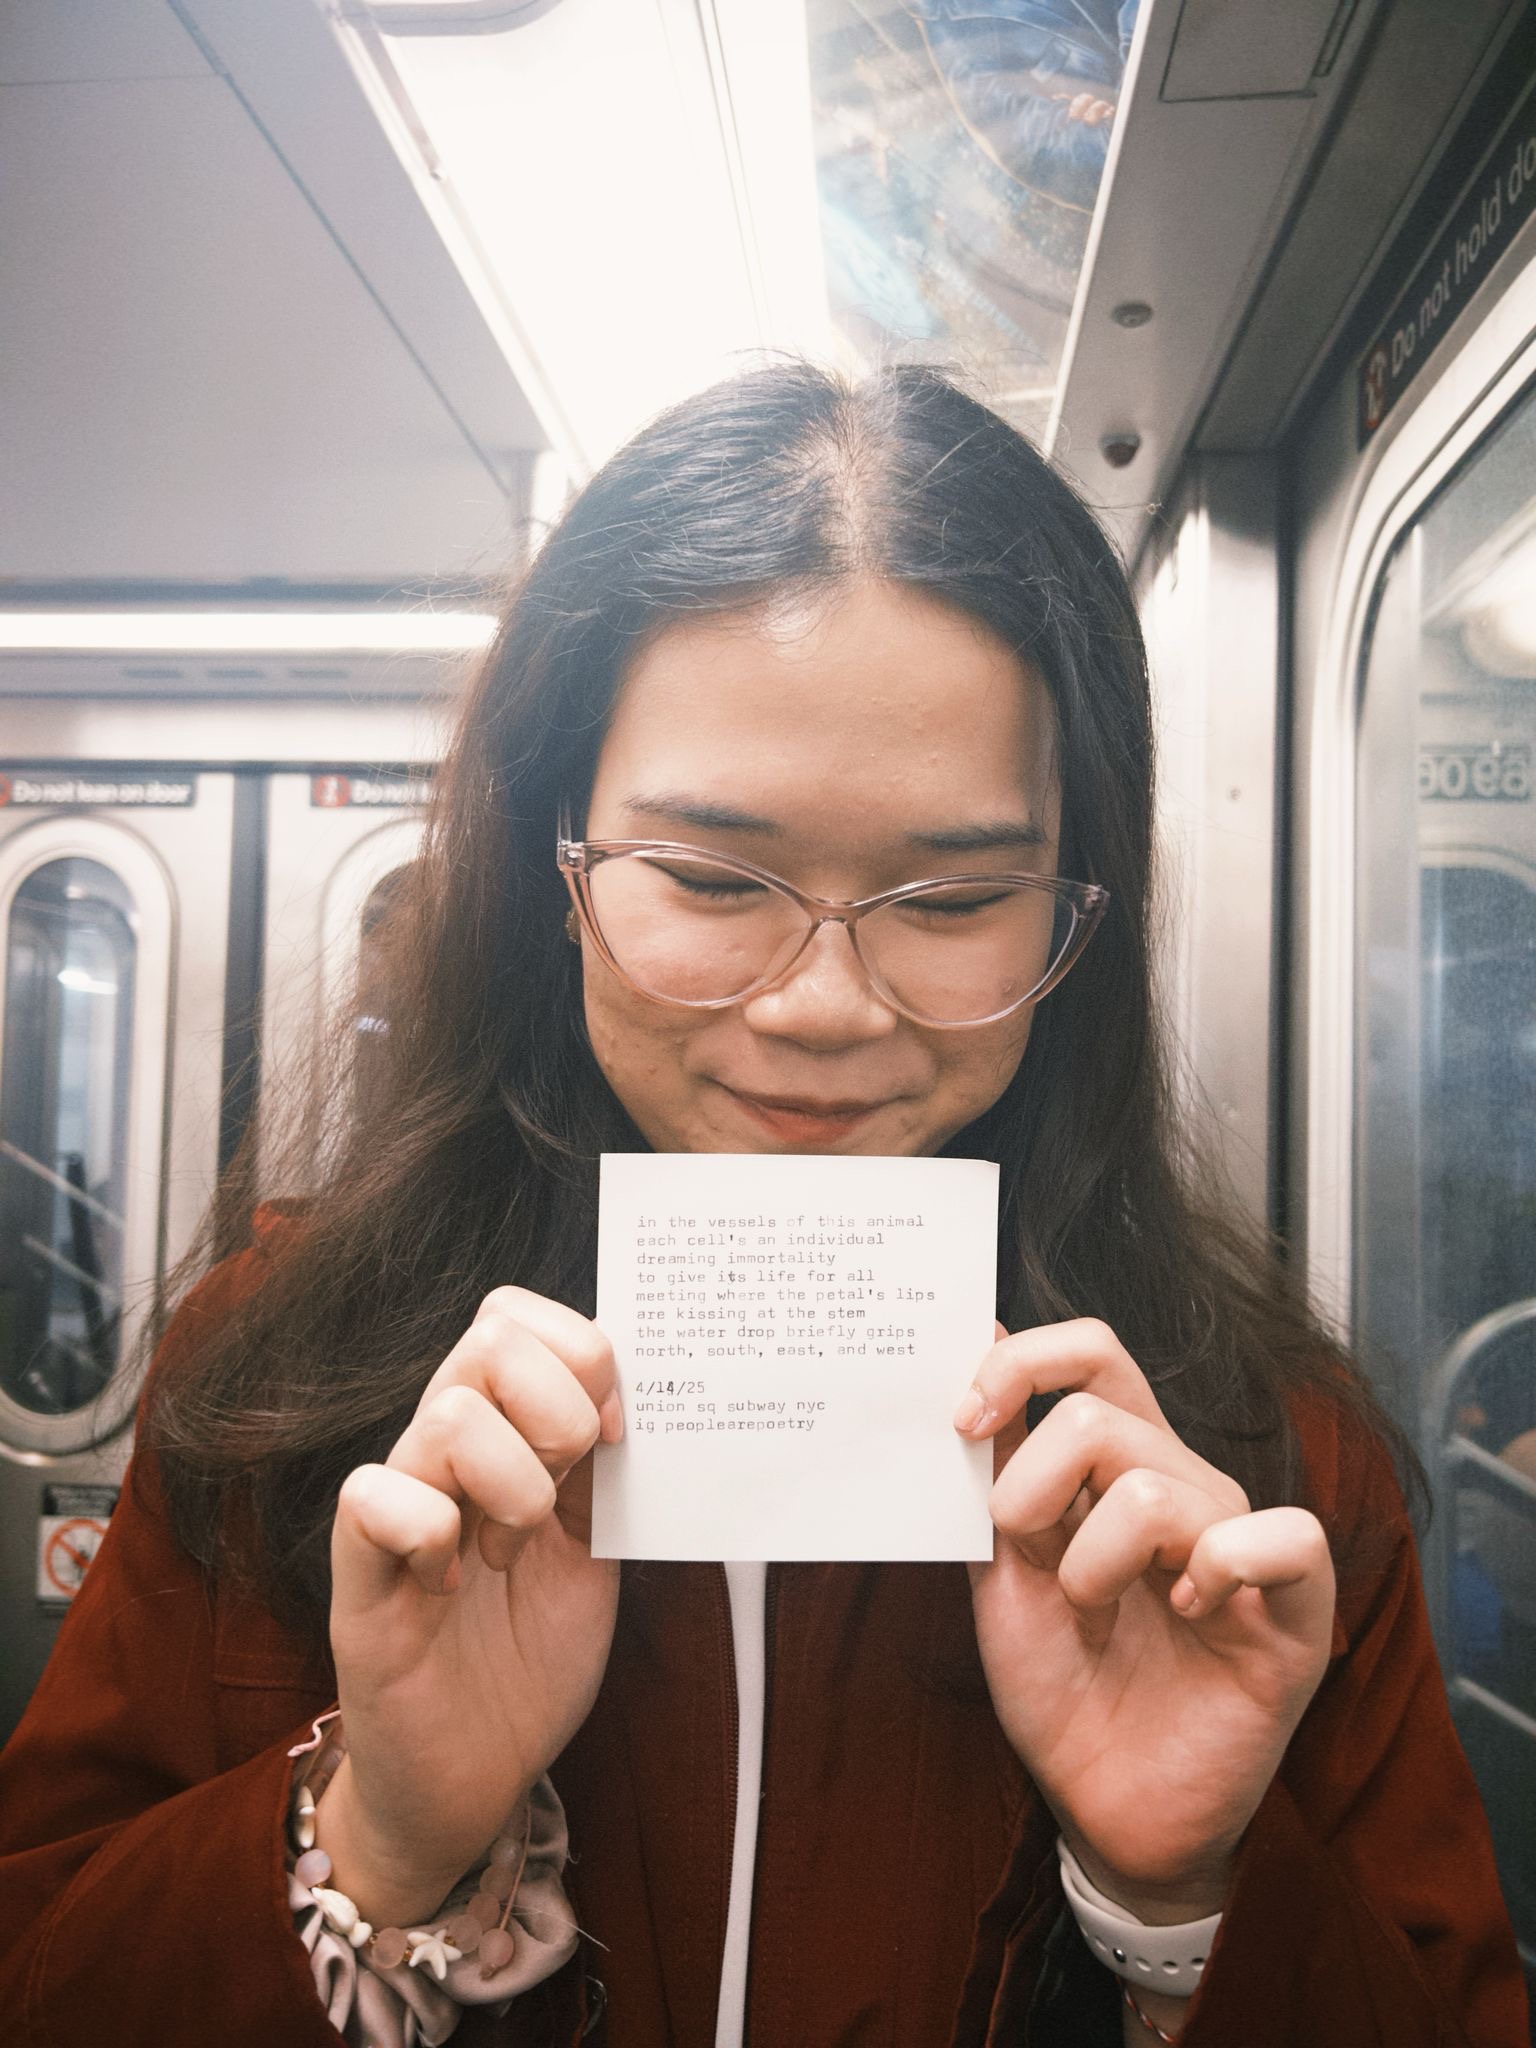 Do not hold do
Do not lean on door
Do not
in the vessels of this animal
each cell's an individual
dreaming immortality
to give its life for all
meeting where the petal's lips
are kissing at the stem
the water drop briefly grips
north, south, east, and west
4/14/25
union sq subway nyc
ig peoplearepoetry